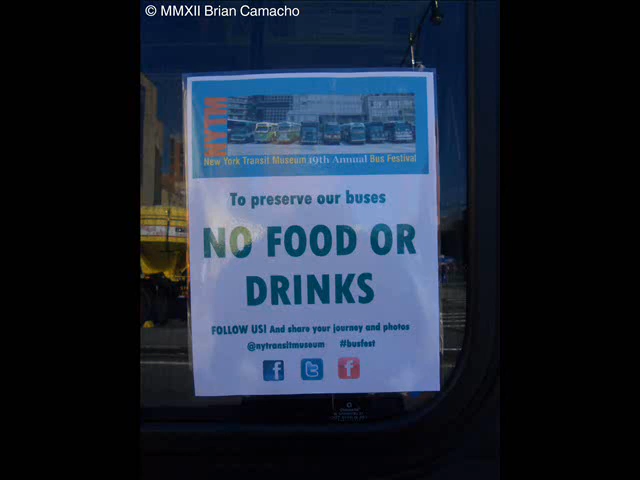 © MMXII Brian Camacho
NYTM
New York Transit Museum 19th Annual Bus Festival
To preserve our buses
NO FOOD OR
DRINKS
FOLLOW US! And share your journey and photos
@nytransitmuseum #busfest